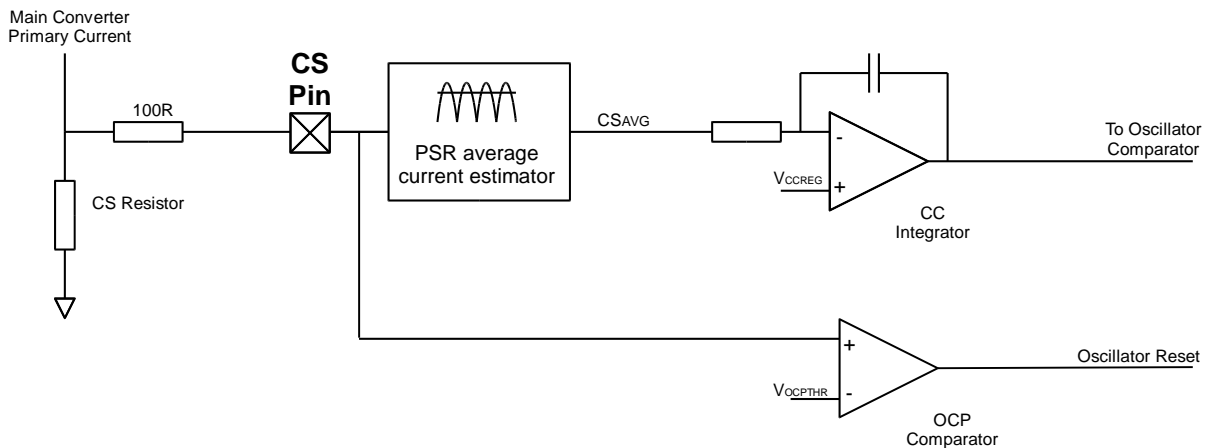 Main Converter
Primary Current
CS
Pin
100R
CS Resistor
PSR average
current estimator
CSAVG
-
VCCREG
+
CC
Integrator
To Oscillator
Comparator
+
VOCPTHR
-
OCP
Comparator
Oscillator Reset